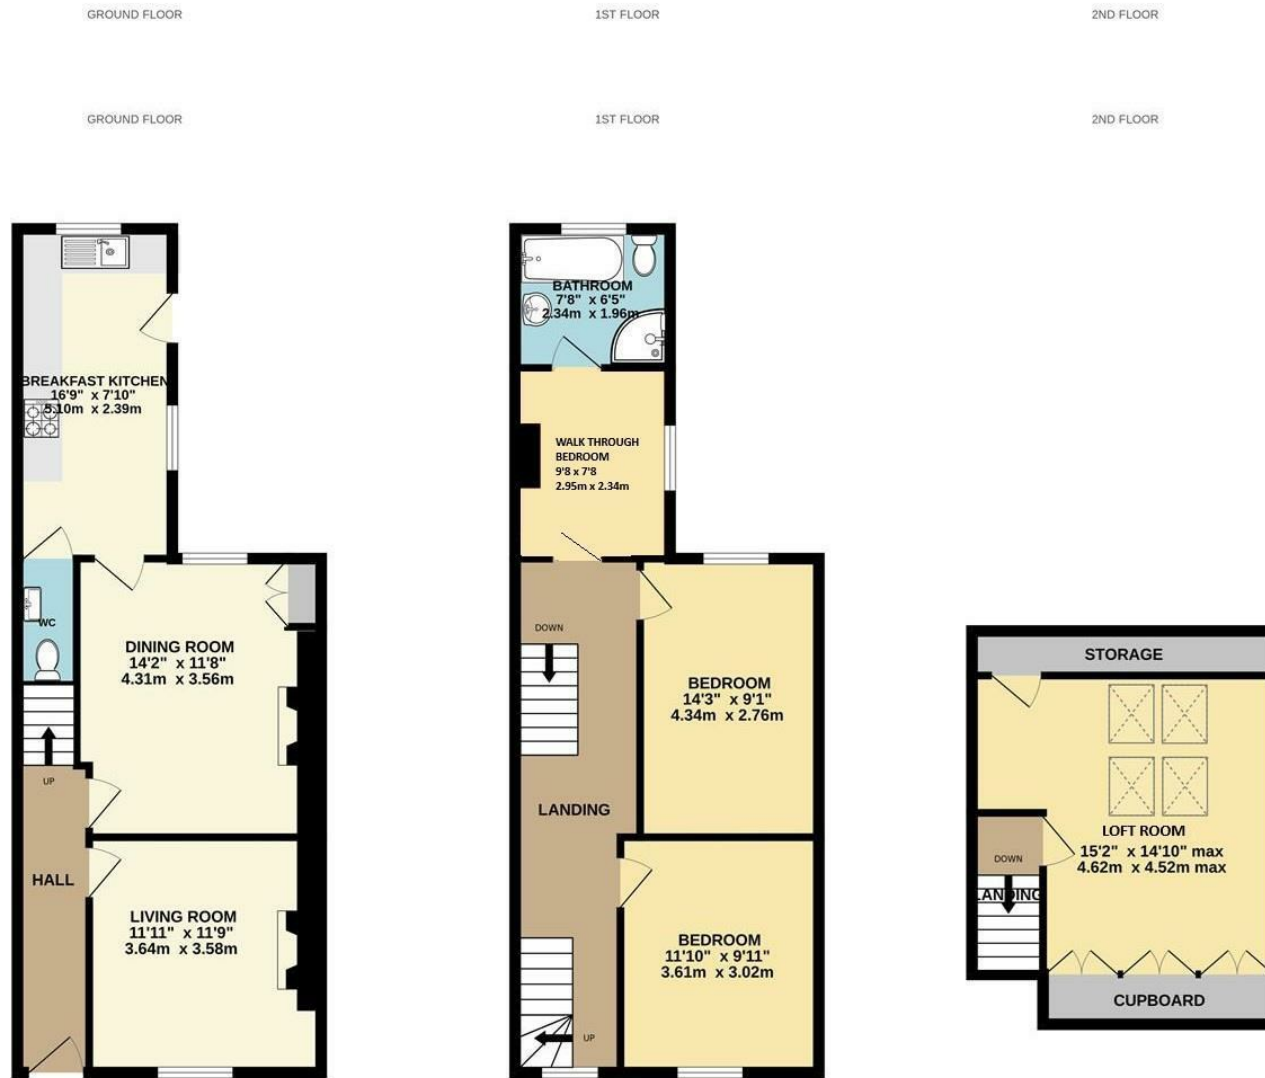 GROUND FLOOR
1ST FLOOR
2ND FLOOR
GROUND FLOOR
1ST FLOOR
2ND FLOOR
BREAKFAST KITCHEN
16'9" x 7'10"
5.10m x 2.39m
WC
DINING ROOM
14'2" x 11'8"
4.31m x 3.56m
UP
HALL
LIVING ROOM
11'11" x 11'9"
3.64m x 3.58m
BATHROOM
7'8" x 6'5"
2.34m x 1.96m
WALK THROUGH
BEDROOM
9'8 x 7'8
2.95m x 2.34m
DOWN
BEDROOM
14'3" x 9'1"
4.34m x 2.76m
LANDING
BEDROOM
11'10" x 9'11"
3.61m x 3.02m
UP
STORAGE
LOFT ROOM
15'2" x 14'10" max
4.62m x 4.52m max
DOWN
LANDING
CUPBOARD